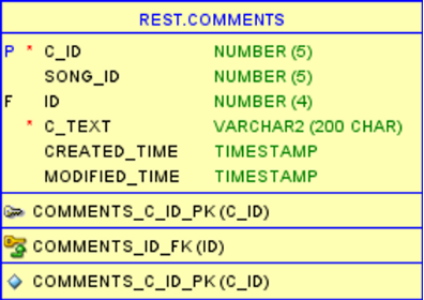 REST.COMMENTS
P * C_ID NUMBER (5)
SONG_ID NUMBER (5)
F ID NUMBER (4)
* C_TEXT VARCHAR2 (200 CHAR)
CREATED_TIME TIMESTAMP
MODIFIED_TIME TIMESTAMP
COMMENTS_C_ID_PK (C_ID)
COMMENTS_ID_FK (ID)
COMMENTS_C_ID_PK (C_ID)